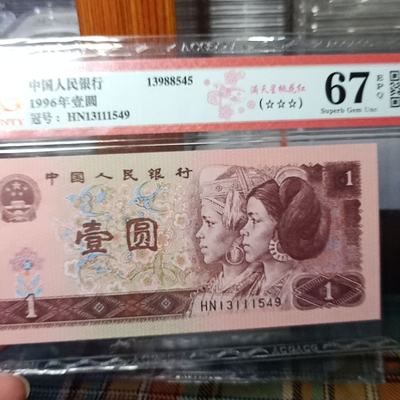 中国人民银行 13988545 满天星桃花红 67 EPQ
1996年壹圆 (☆☆☆) Superb Gem Unc
冠号: HN13111549
NTY
中国人民银行 1
壹圆
HN13111549
1 1